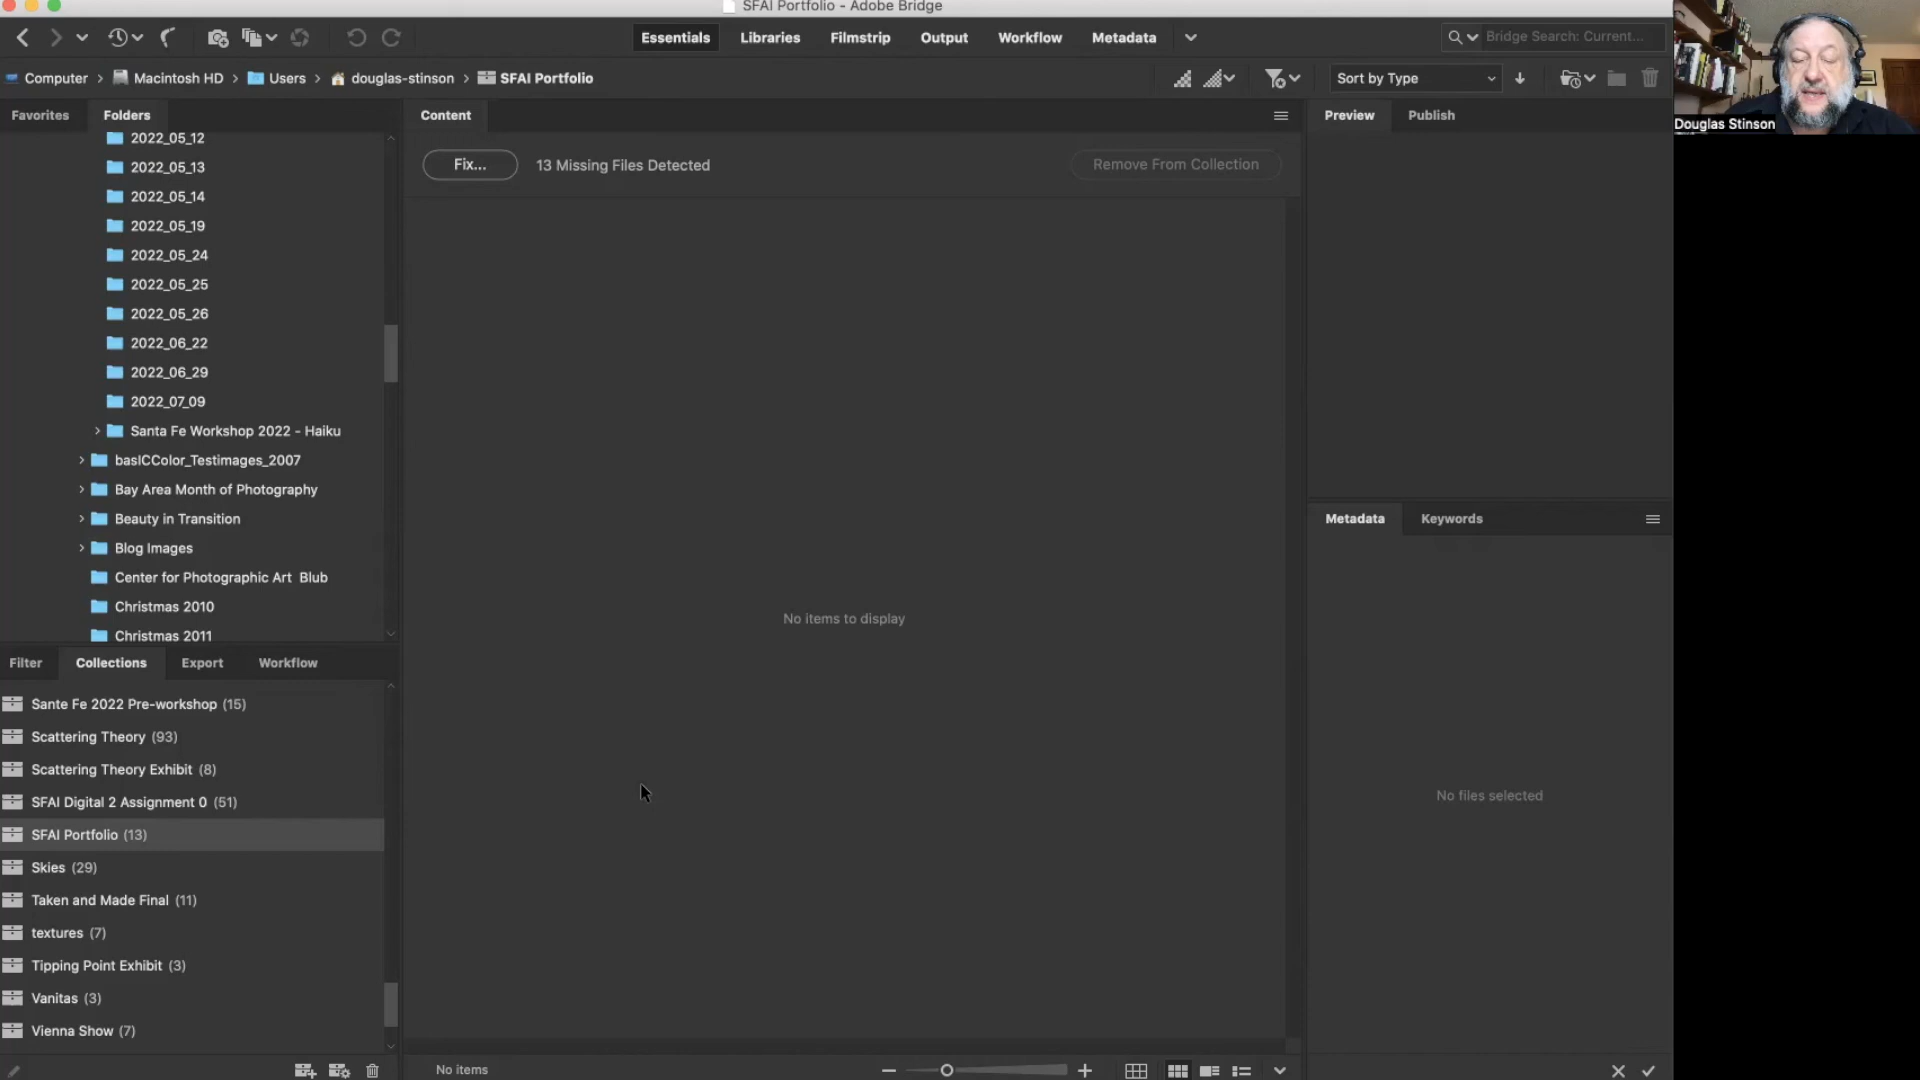 SFAI Portfolio - Adobe Bridge
Essentials
Libraries
Filmstrip
Output
Workflow
Metadata
Bridge Search: Current...
Computer
Macintosh HD
Users
douglas-stinson
SFAI Portfolio
Sort by Type
Favorites
Folders
2022_05_12
2022_05_13
2022_05_14
2022_05_19
2022_05_24
2022_05_25
2022_05_26
2022_06_22
2022_06_29
2022_07_09
Santa Fe Workshop 2022 - Haiku
basICColor_Testimages_2007
Bay Area Month of Photography
Beauty in Transition
Blog Images
Center for Photographic Art Blub
Christmas 2010
Christmas 2011
Filter
Collections
Export
Workflow
Sante Fe 2022 Pre-workshop (15)
Scattering Theory (93)
Scattering Theory Exhibit (8)
SFAI Digital 2 Assignment 0 (51)
SFAI Portfolio (13)
Skies (29)
Taken and Made Final (11)
textures (7)
Tipping Point Exhibit (3)
Vanitas (3)
Vienna Show (7)
Content
Fix...
13 Missing Files Detected
Remove From Collection
No items to display
No items
Preview
Publish
Metadata
Keywords
No files selected
Douglas Stinson